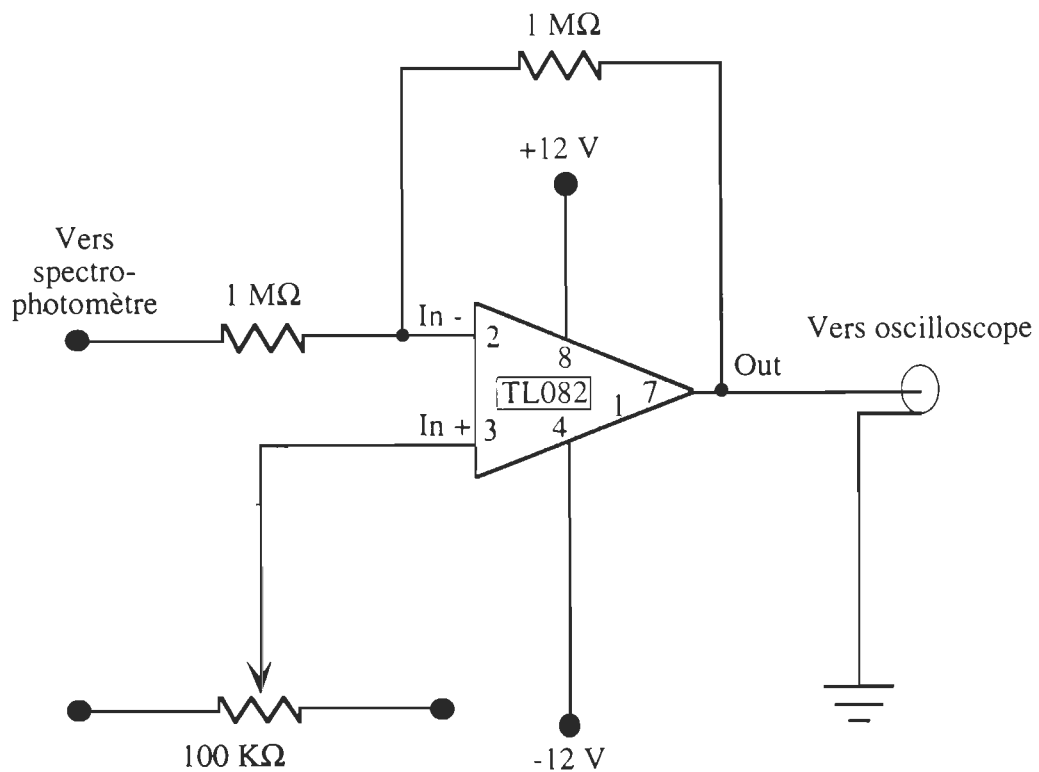 1 MΩ
+12 V
Vers
spectro-
photomètre
1 MΩ
In -
2
8
Vers oscilloscope
TL082
7
Out
1
In +
3
4
100 KΩ
-12 V